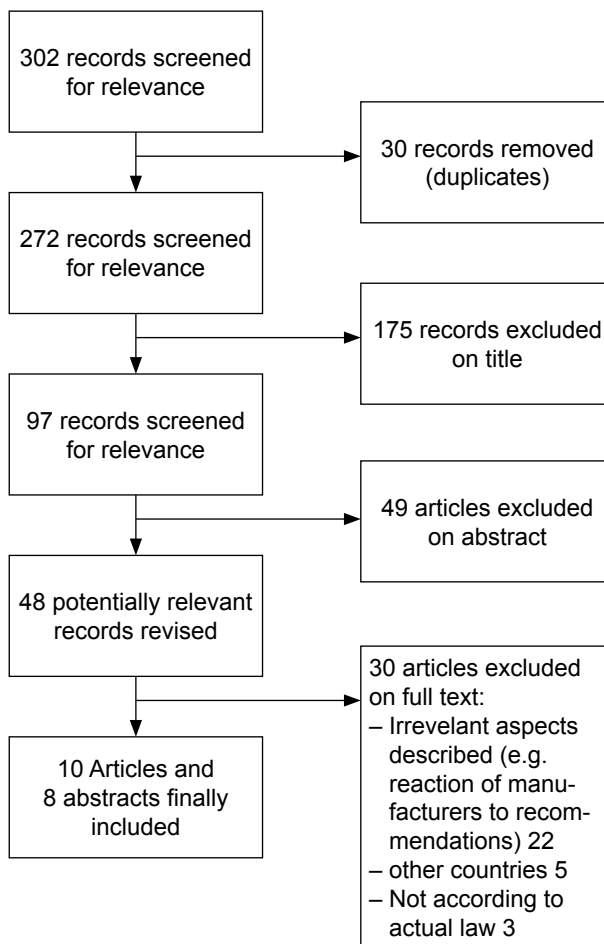 302 records screened
for relevance
30 records removed
(duplicates)
272 records screened
for relevance
175 records excluded
on title
97 records screened
for relevance
49 articles excluded
on abstract
48 potentially relevant
records revised
30 articles excluded
on full text:
– Irrevelant aspects
described (e.g.
reaction of manu-
facturers to recom-
mendations) 22
– other countries 5
– Not according to
actual law 3
10 Articles and
8 abstracts finally
included